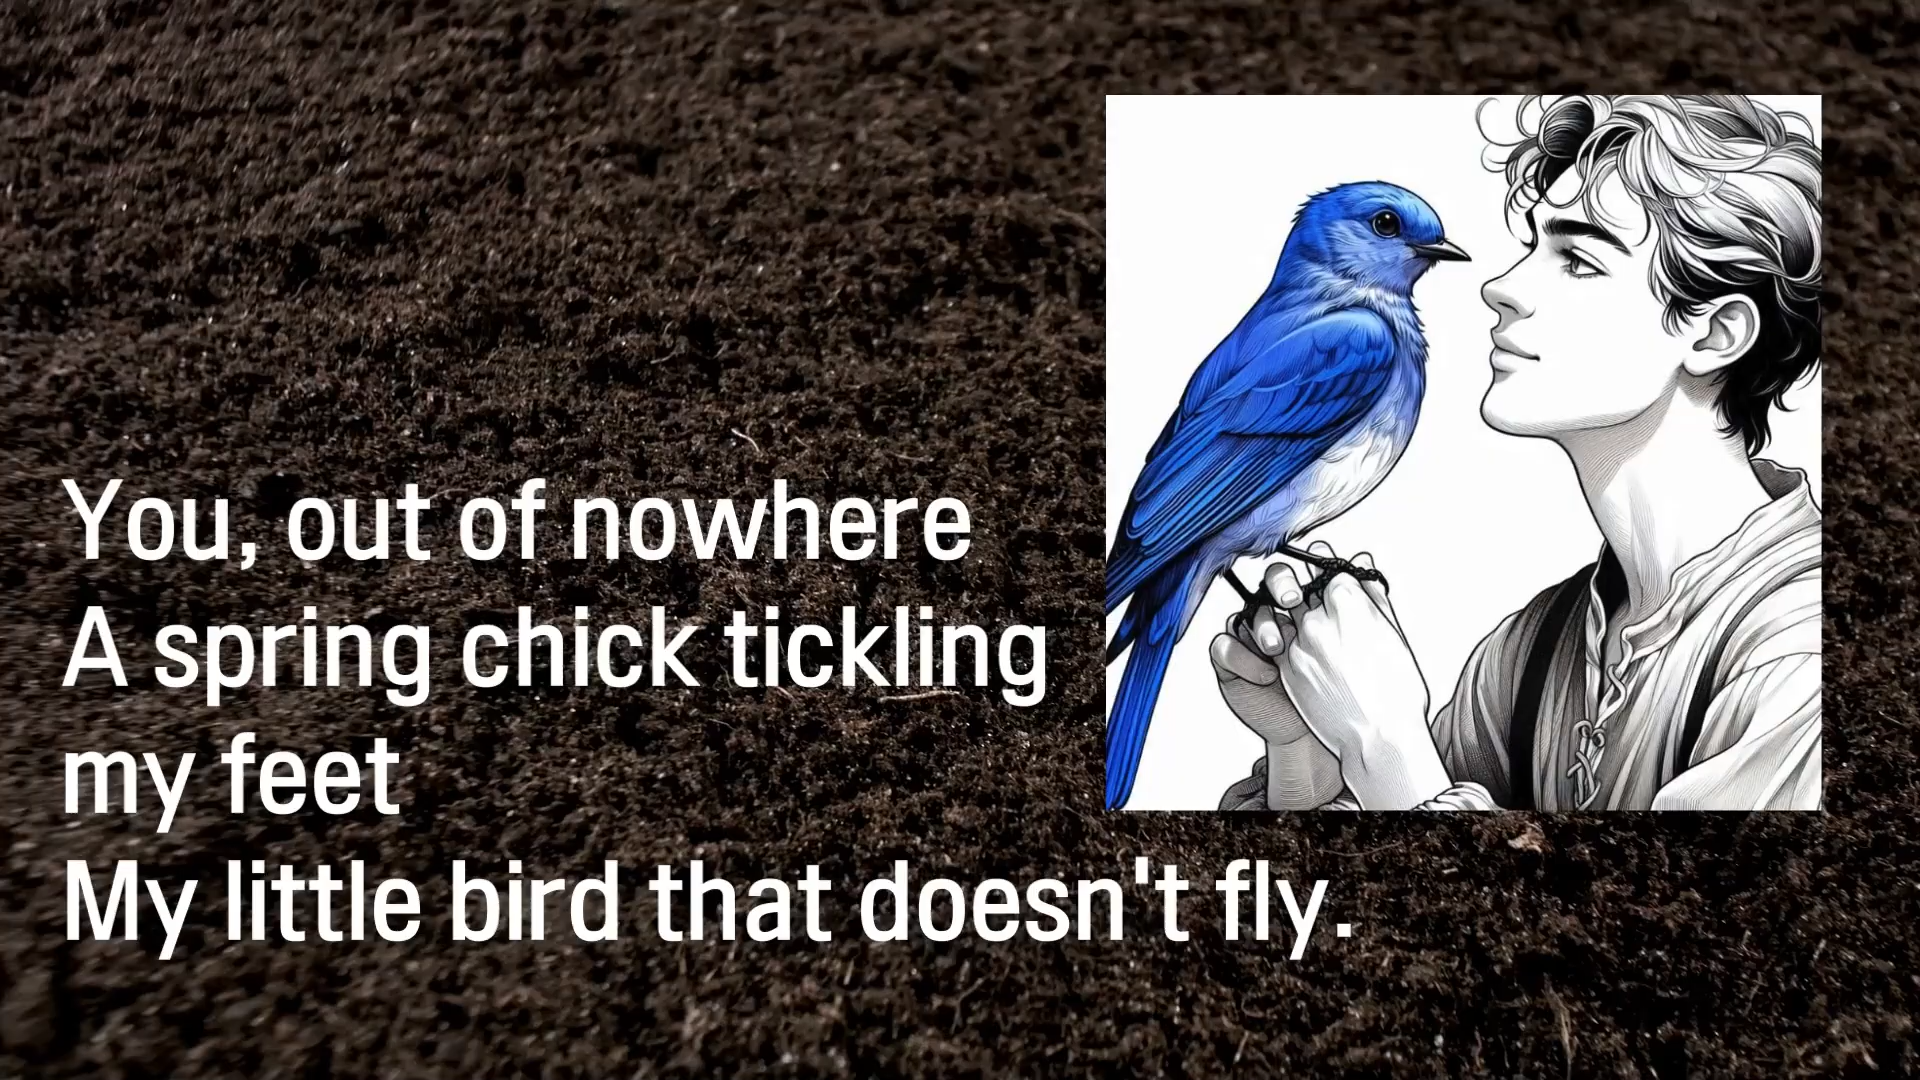 You, out of nowhere
A spring chick tickling
my feet
My little bird that doesn't fly.